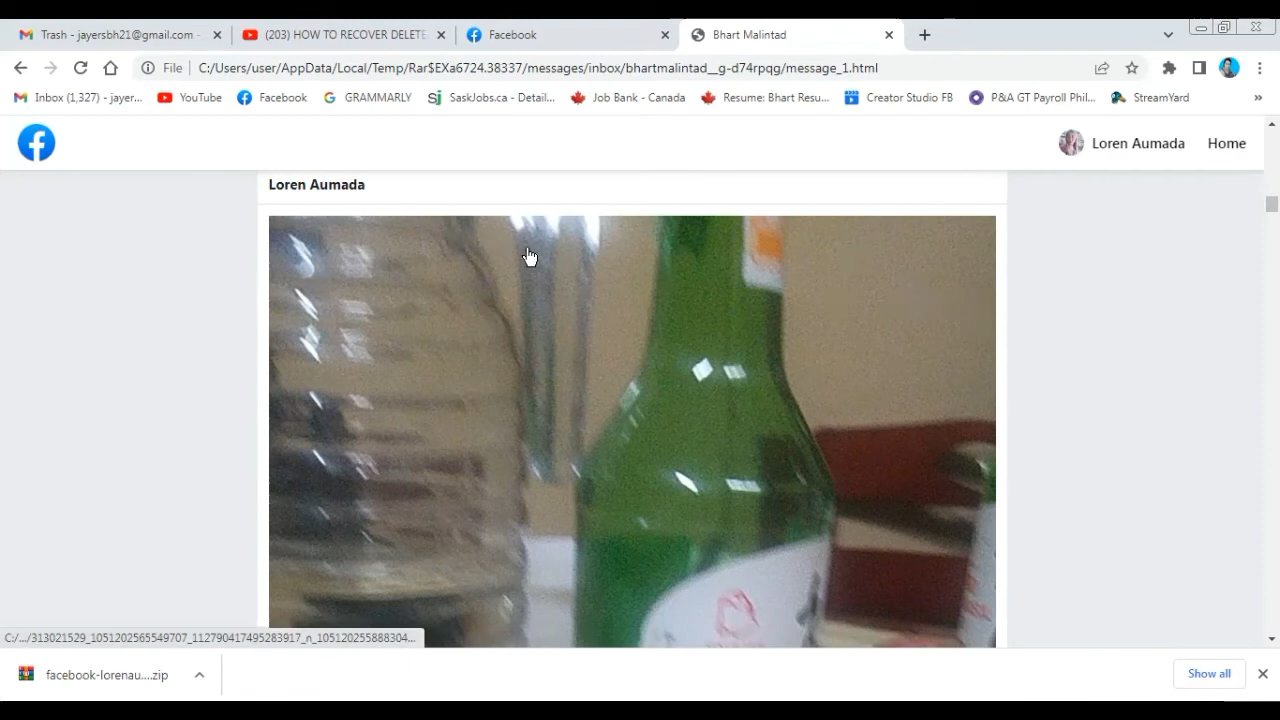 Trash - jayersbh21@gmail.com -
(203) HOW TO RECOVER DELETE
Facebook
Bhart Malintad
File
C:/Users/user/AppData/Local/Temp/Rar$EXa6724.38337/messages/inbox/bhartmalintad__g-d74rpqg/message_1.html
Inbox (1,327) - jayer...
YouTube
Facebook
GRAMMARLY
SaskJobs.ca - Detail...
Job Bank - Canada
Resume: Bhart Resu...
Creator Studio FB
P&A GT Payroll Phil...
StreamYard
»
Loren Aumada
Home
Loren Aumada
C:/.../313021529_1051202565549707_112790417495283917_n_105120255888304...
facebook-lorenau....zip
Show all